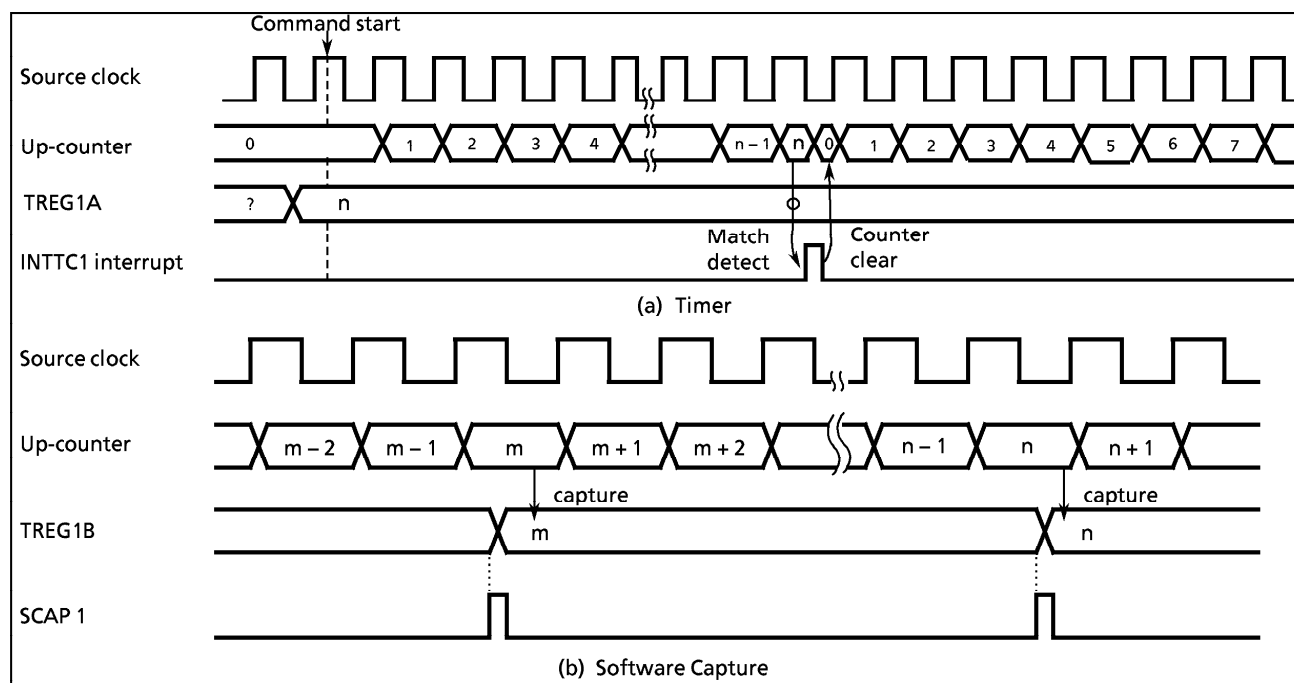 Command start
Source clock
Up-counter 0 1 2 3 4 n – 1 n 0 1 2 3 4 5 6 7
TREG1A ? n
Match detect
Counter clear
INTTC1 interrupt
(a) Timer
Source clock
Up-counter m – 2 m – 1 m m + 1 m + 2 n – 1 n n + 1
capture capture
TREG1B m n
SCAP 1
(b) Software Capture